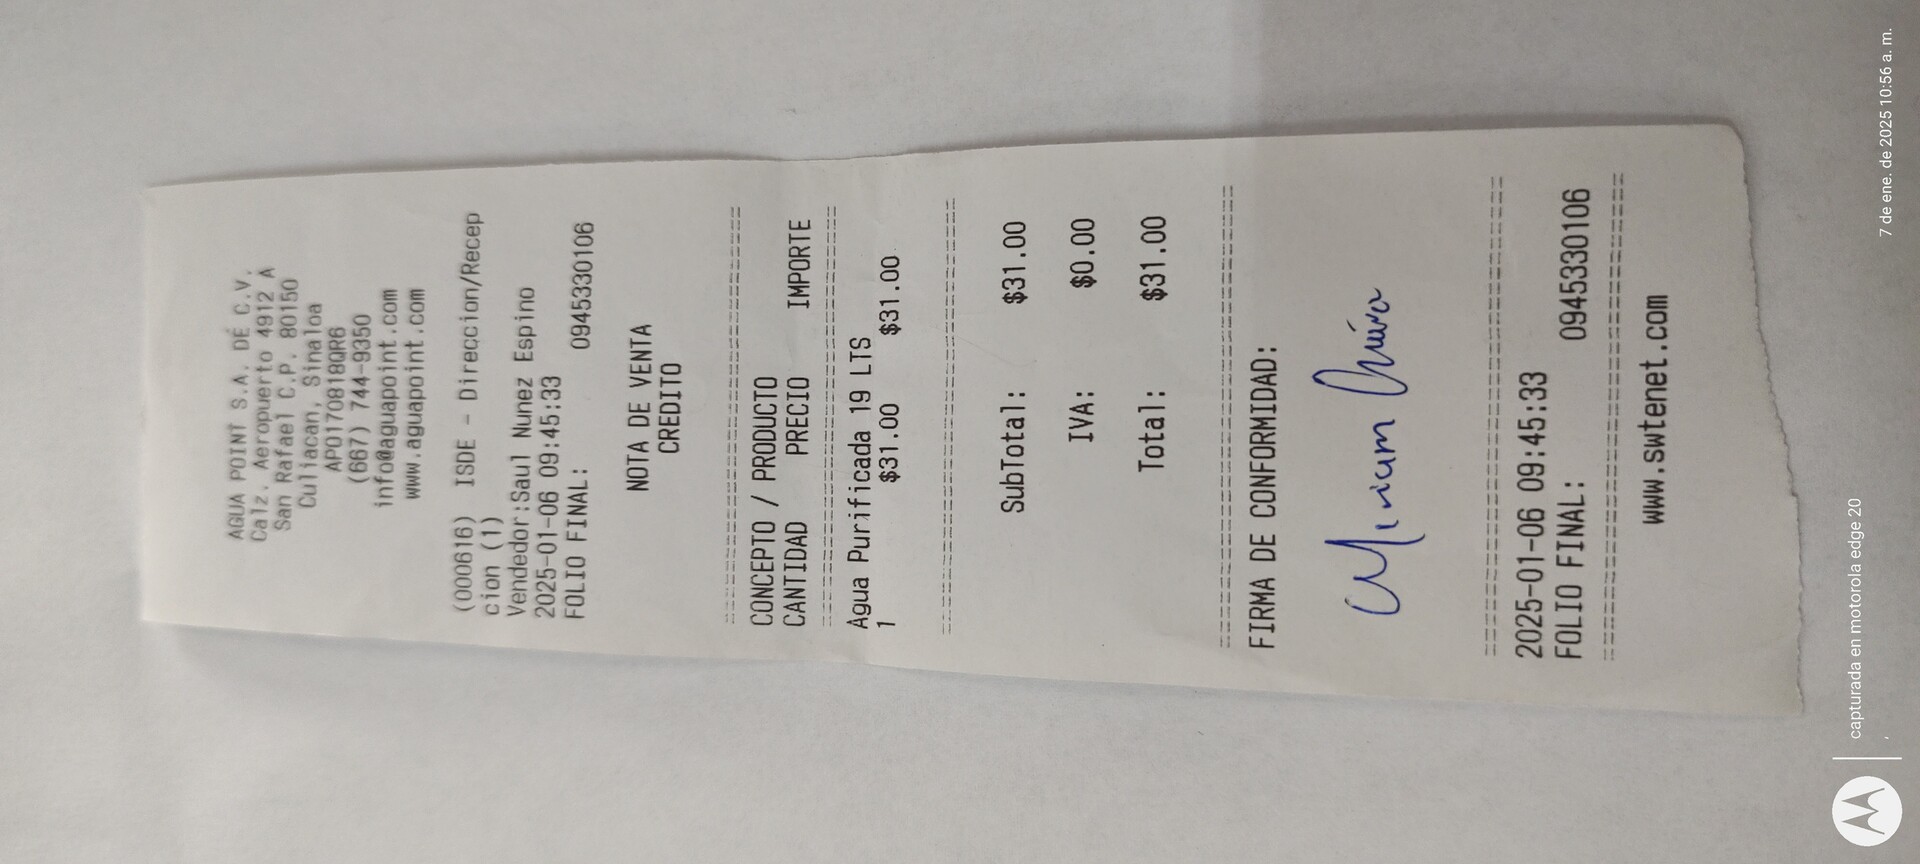 AGUA POINT S.A. DE C.V.
Calz. Aeropuerto 4912 A
San Rafael C.P. 80150
Culiacan, Sinaloa
APO170818QR6
(667) 744-9350
info@aguapoint.com
www.aguapoint.com
(000616) ISDE - Direccion/Recep
cion (1)
Vendedor:Saul Nunez Espino
2025-01-06 09:45:33
FOLIO FINAL: 0945330106
NOTA DE VENTA
CREDITO
==============================
CONCEPTO / PRODUCTO
CANTIDAD PRECIO IMPORTE
==============================
Agua Purificada 19 LTS
1 $31.00 $31.00
==============================
SubTotal: $31.00
IVA: $0.00
Total: $31.00
==============================
FIRMA DE CONFORMIDAD:
==============================
2025-01-06 09:45:33
FOLIO FINAL: 0945330106
==============================
www.swtenet.com
capturada en motorola edge 20
,
7 de ene. de 2025 10:56 a. m.